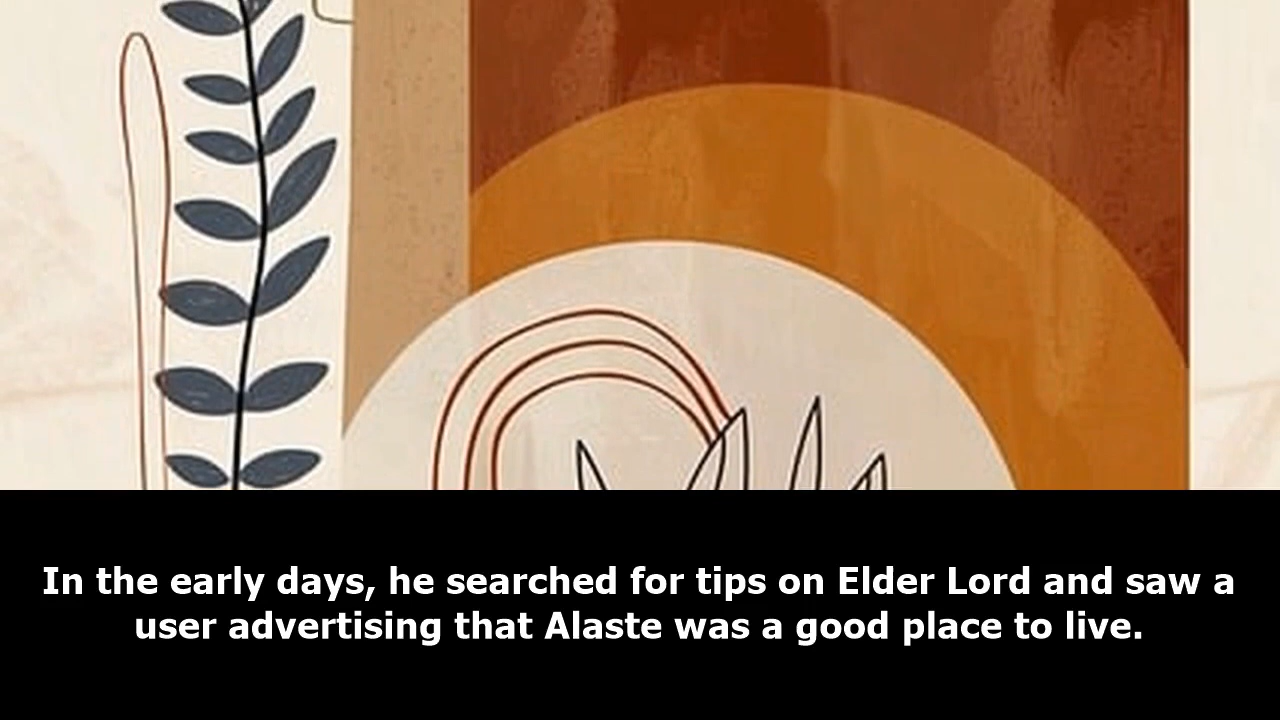 In the early days, he searched for tips on Elder Lord and saw a
user advertising that Alaste was a good place to live.